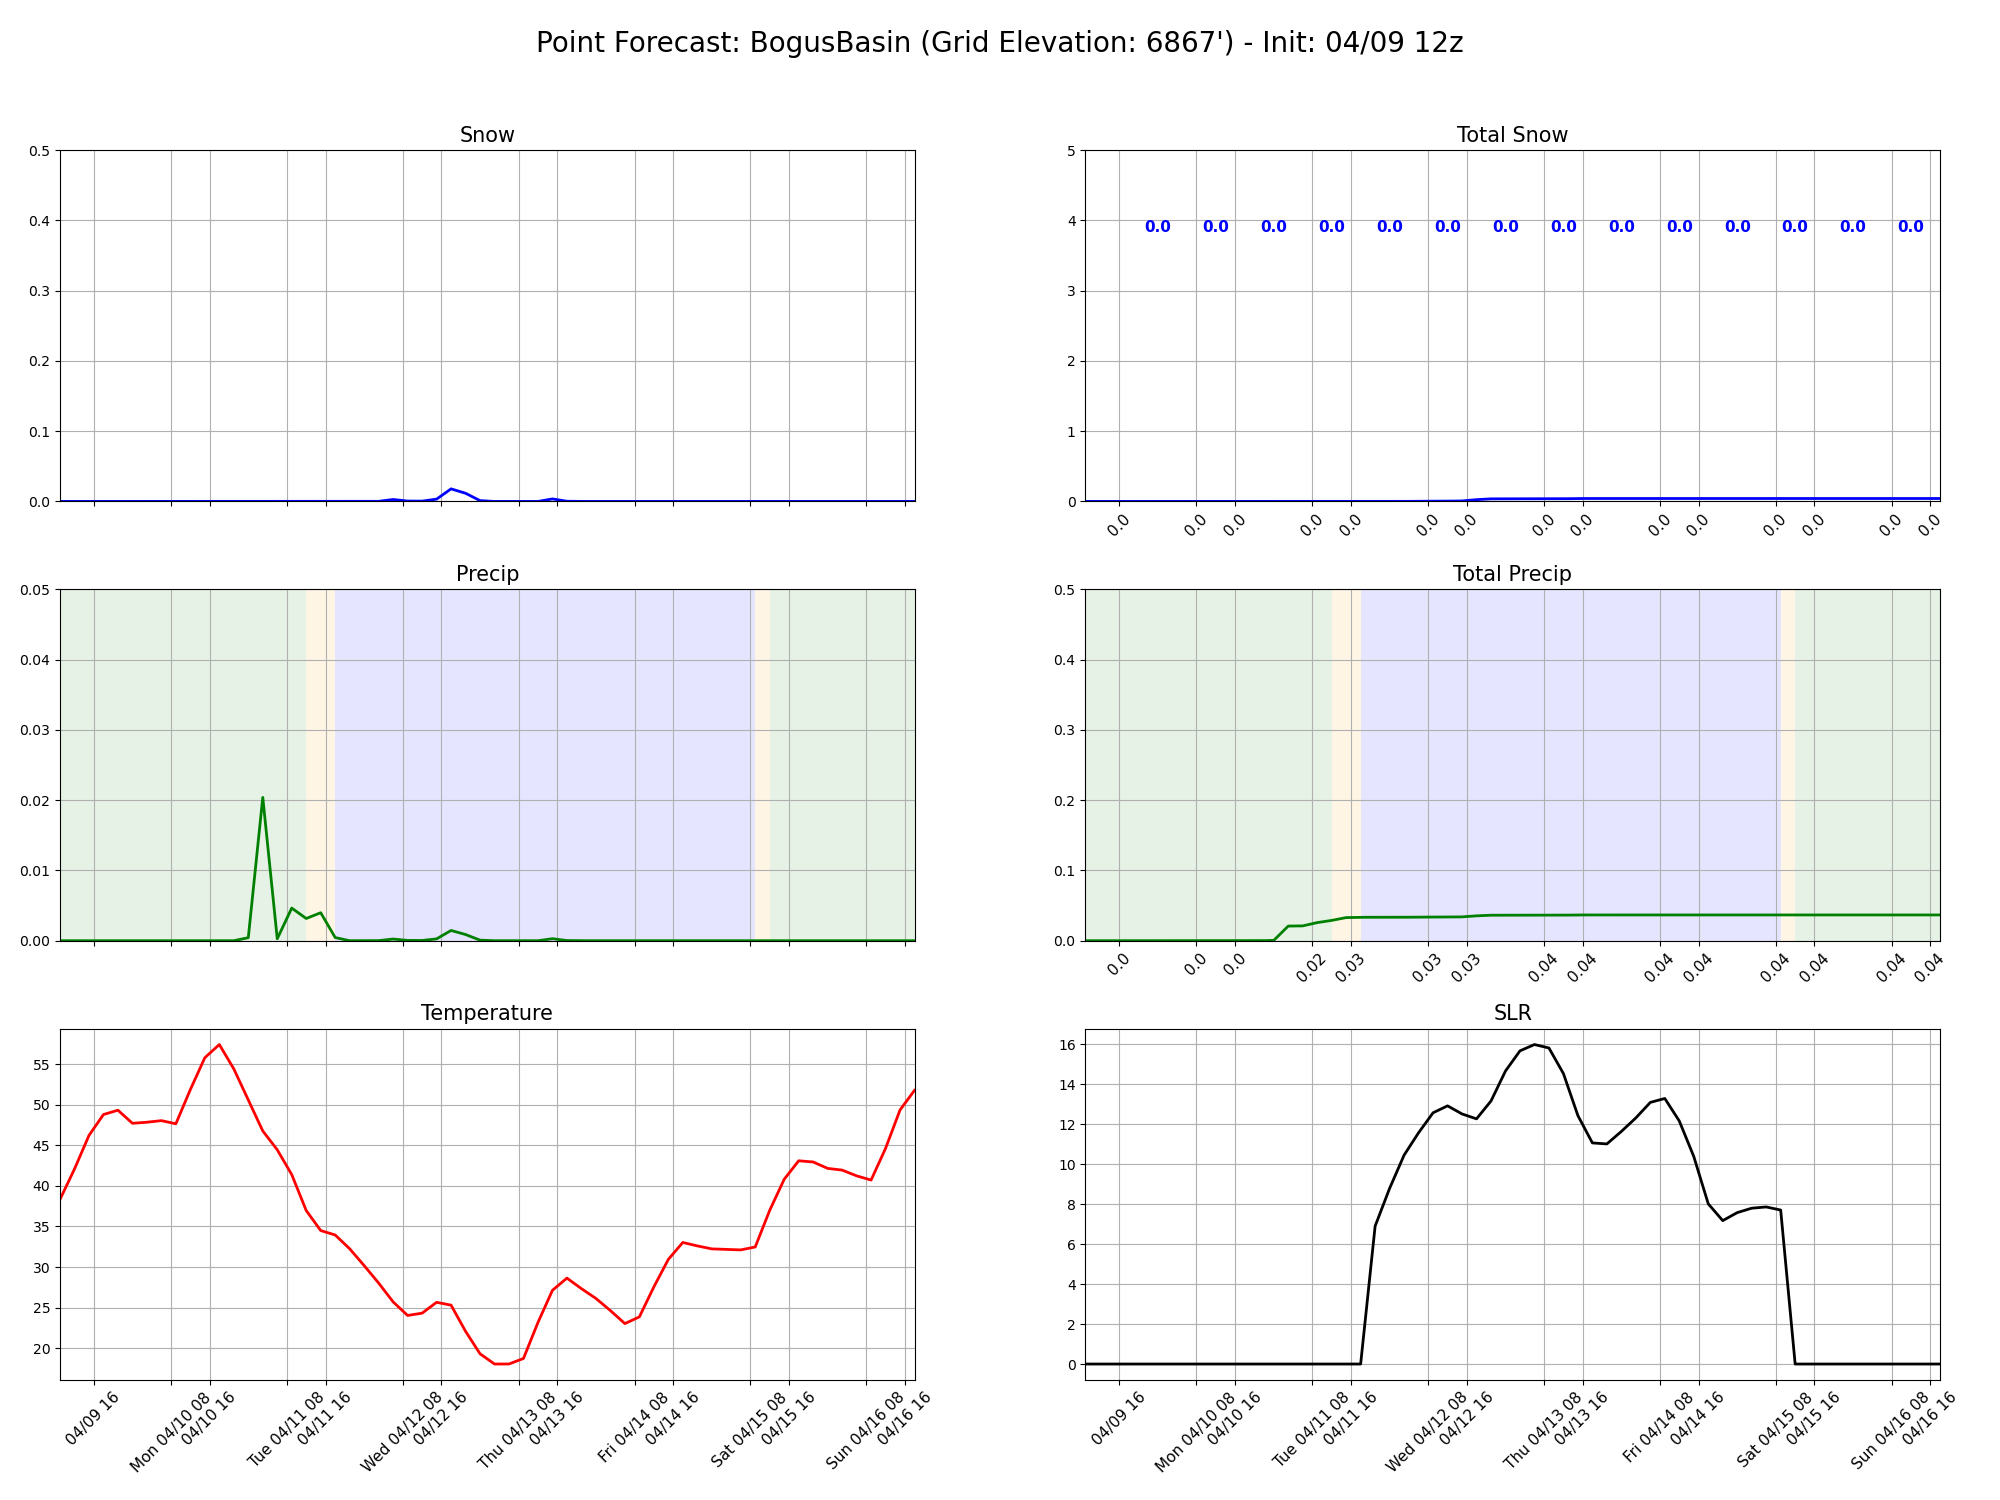 Point Forecast: BogusBasin (Grid Elevation: 6867') - Init: 04/09 12z
Snow
0.5
0.4
0.3
0.2
0.1
0.0
Total Snow
5
4
3
2
1
0
0.0 0.0 0.0 0.0 0.0 0.0 0.0 0.0 0.0 0.0 0.0 0.0 0.0 0.0
0.0 0.0 0.0 0.0 0.0 0.0 0.0 0.0 0.0 0.0 0.0 0.0 0.0 0.0 0.0
Precip
0.05
0.04
0.03
0.02
0.01
0.00
Total Precip
0.5
0.4
0.3
0.2
0.1
0.0
0.0 0.0 0.0 0.02 0.03 0.03 0.03 0.04 0.04 0.04 0.04 0.04 0.04 0.04 0.04
Temperature
55
50
45
40
35
30
25
20
04/09 16
Mon 04/10 08
04/10 16
Tue 04/11 08
04/11 16
Wed 04/12 08
04/12 16
Thu 04/13 08
04/13 16
Fri 04/14 08
04/14 16
Sat 04/15 08
04/15 16
Sun 04/16 08
04/16 16
SLR
16
14
12
10
8
6
4
2
0
04/09 16
Mon 04/10 08
04/10 16
Tue 04/11 08
04/11 16
Wed 04/12 08
04/12 16
Thu 04/13 08
04/13 16
Fri 04/14 08
04/14 16
Sat 04/15 08
04/15 16
Sun 04/16 08
04/16 16